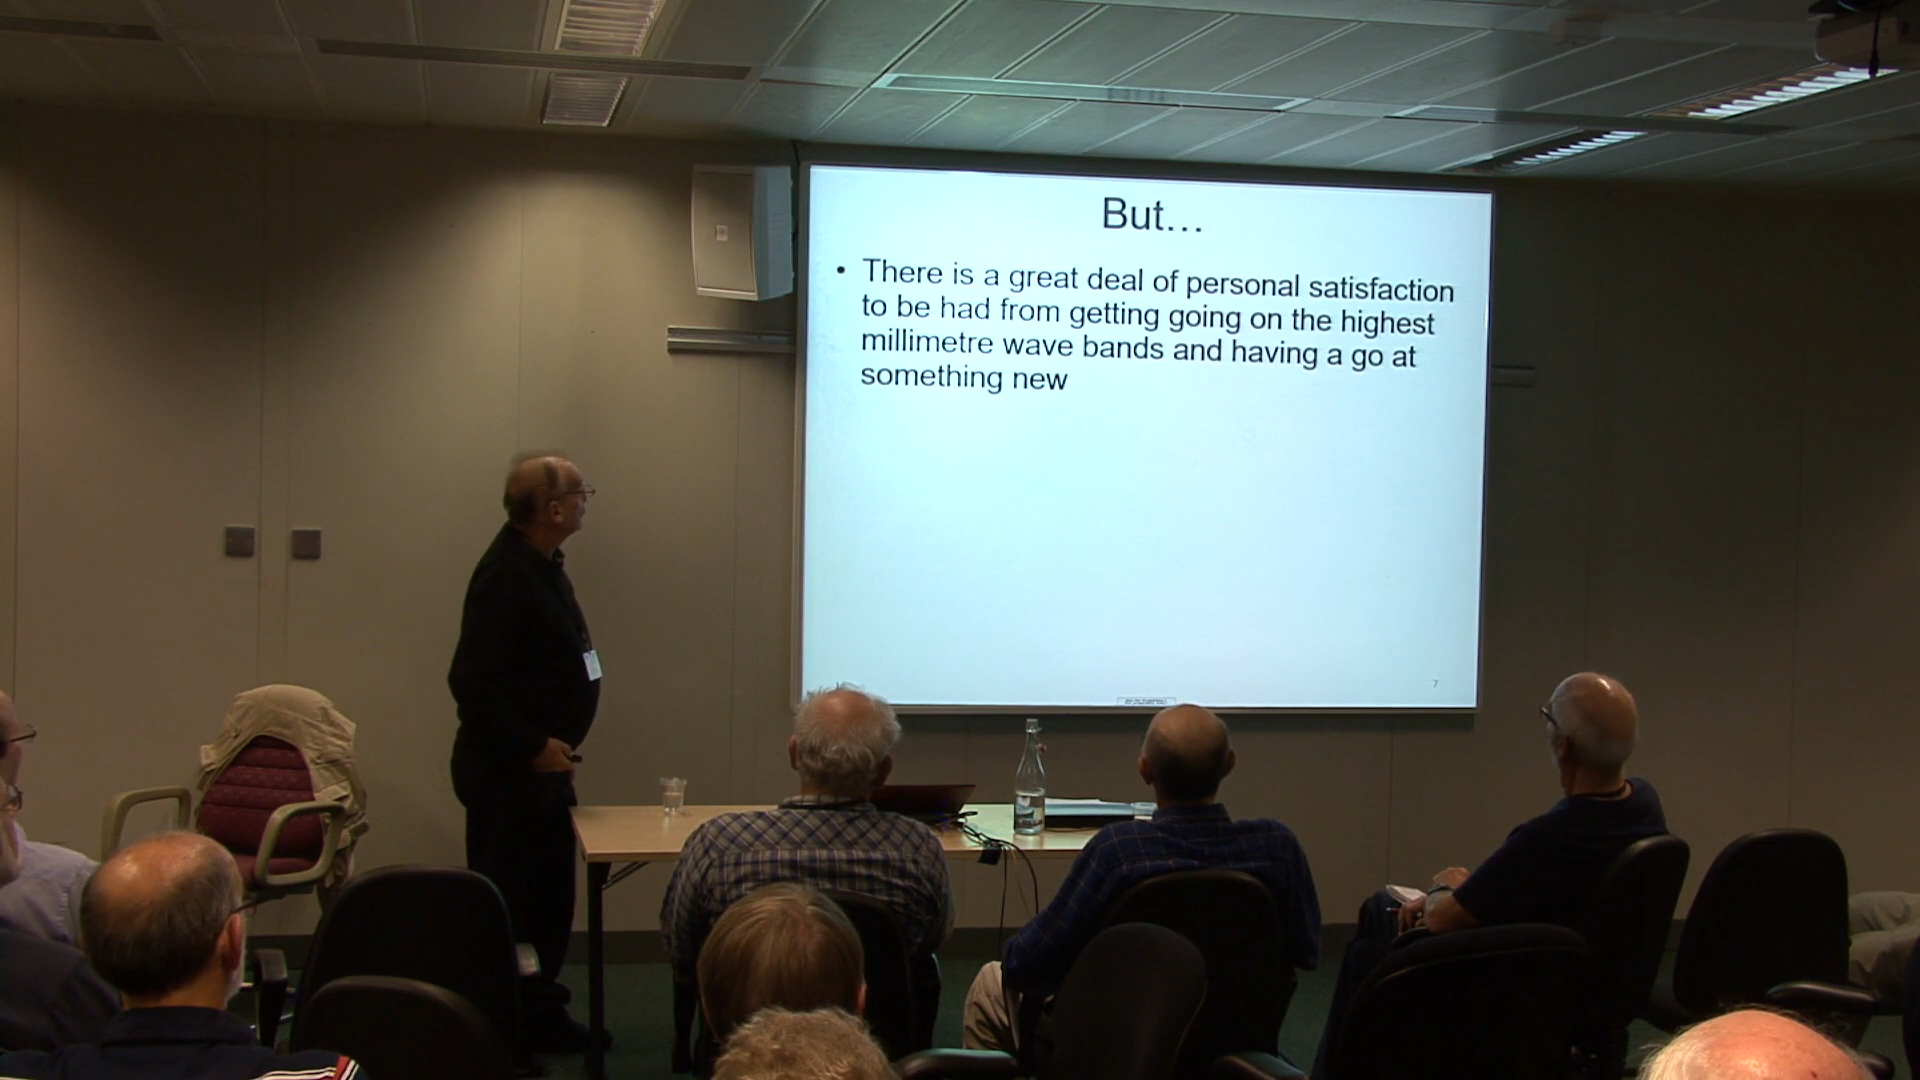 But...
• There is a great deal of personal satisfaction
to be had from getting going on the highest
millimetre wave bands and having a go at
something new
7